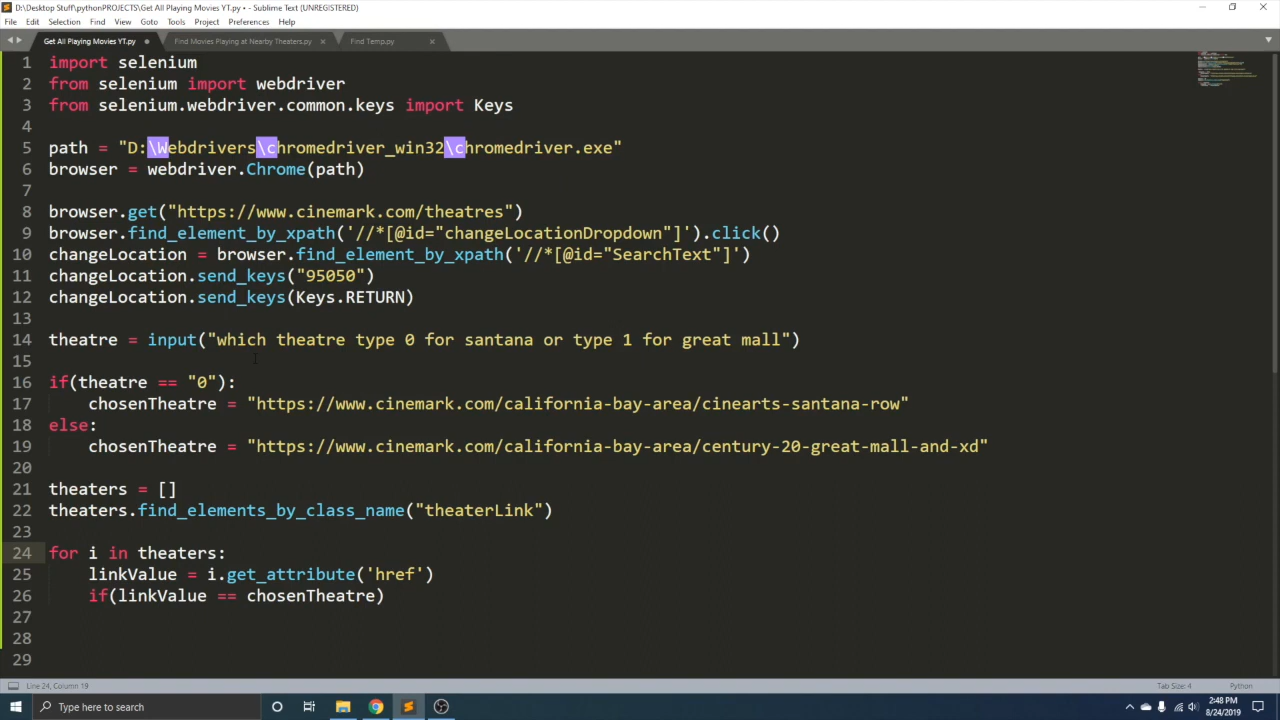 D:\Desktop Stuff\pythonPROJECTS\Get All Playing Movies YT.py • - Sublime Text (UNREGISTERED)
File Edit Selection Find View Goto Tools Project Preferences Help
Get All Playing Movies YT.py Find Movies Playing at Nearby Theaters.py Find Temp.py
1 import selenium
2 from selenium import webdriver
3 from selenium.webdriver.common.keys import Keys
4
5 path = "D:\Webdrivers\chromedriver_win32\chromedriver.exe"
6 browser = webdriver.Chrome(path)
7
8 browser.get("https://www.cinemark.com/theatres")
9 browser.find_element_by_xpath('//*[@id="changeLocationDropdown"]').click()
10 changeLocation = browser.find_element_by_xpath('//*[@id="SearchText"]')
11 changeLocation.send_keys("95050")
12 changeLocation.send_keys(Keys.RETURN)
13
14 theatre = input("which theatre type 0 for santana or type 1 for great mall")
15
16 if(theatre == "0"):
17     chosenTheatre = "https://www.cinemark.com/california-bay-area/cinearts-santana-row"
18 else:
19     chosenTheatre = "https://www.cinemark.com/california-bay-area/century-20-great-mall-and-xd"
20
21 theaters = []
22 theaters.find_elements_by_class_name("theaterLink")
23
24 for i in theaters:
25     linkValue = i.get_attribute('href')
26     if(linkValue == chosenTheatre)
27
28
29
Line 24, Column 19 Tab Size: 4 Python
Type here to search 2:48 PM
8/24/2019